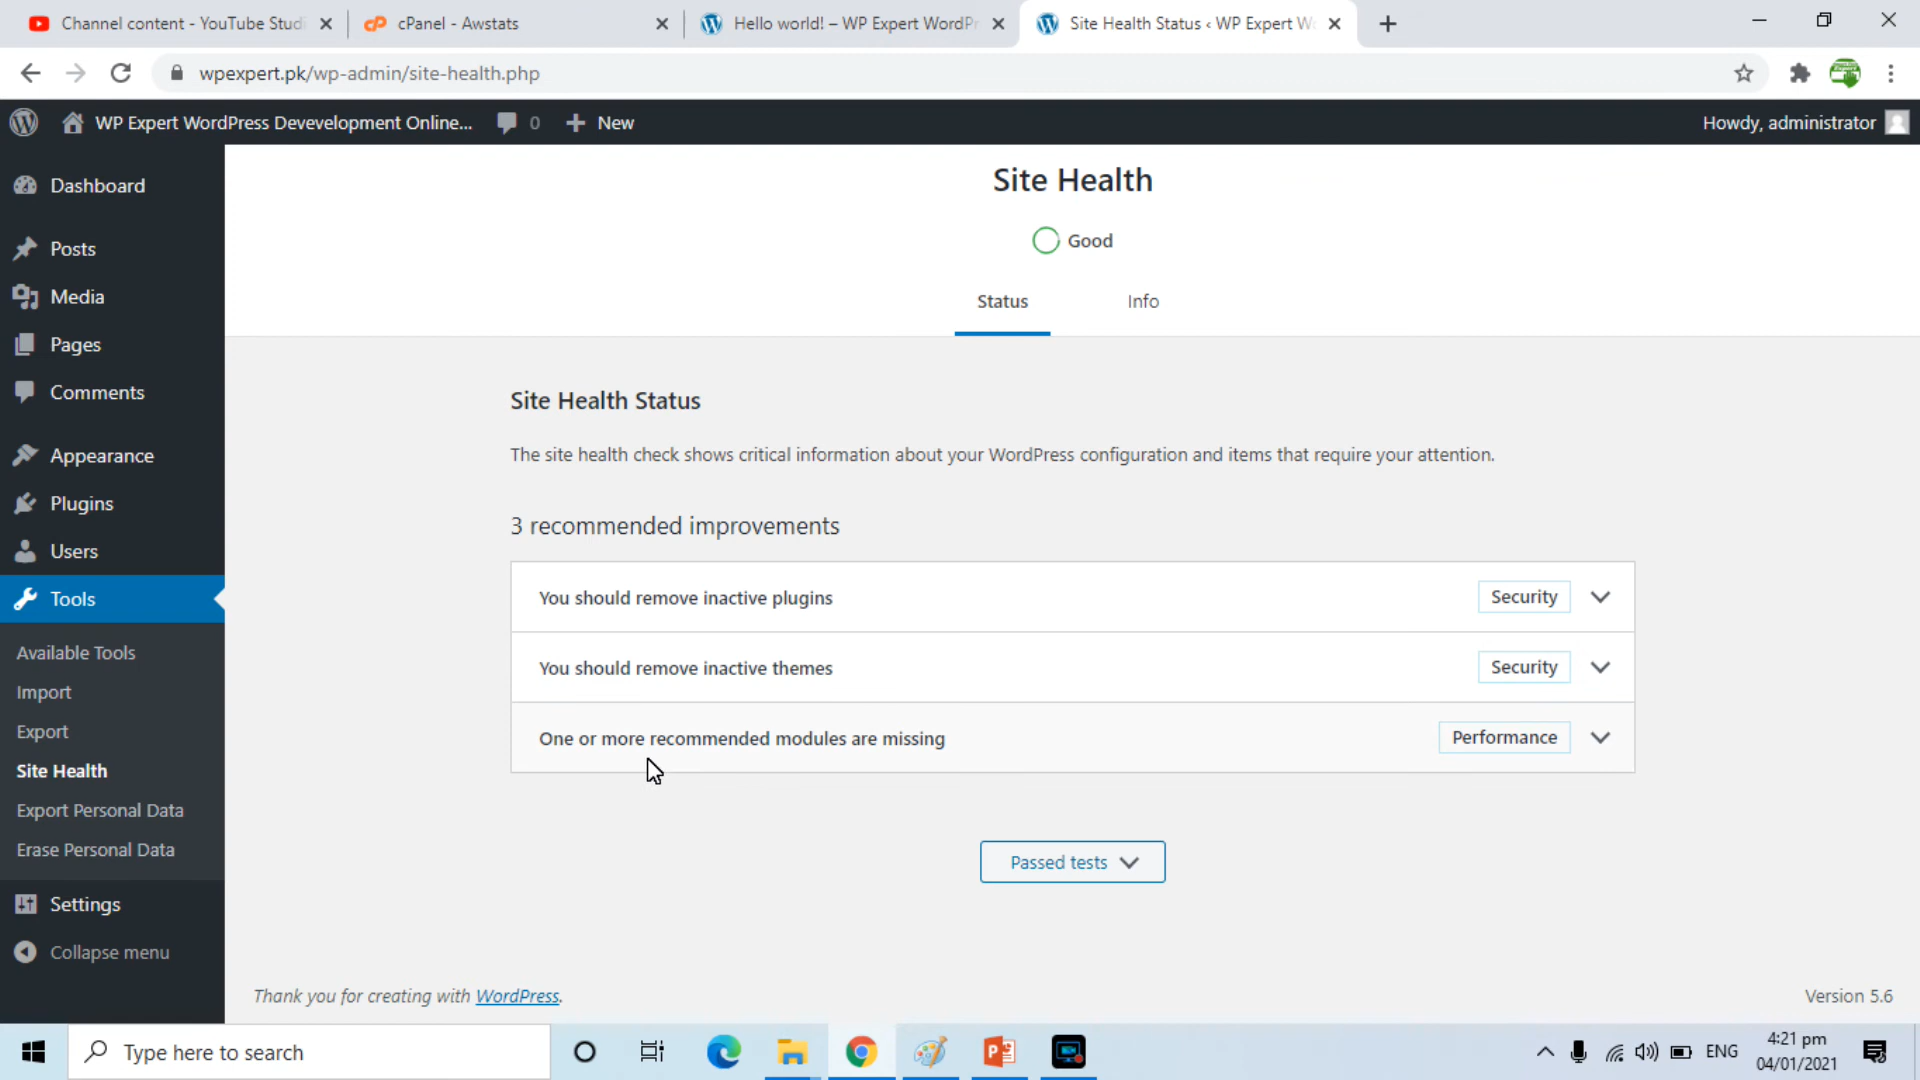 Channel content - YouTube Studi
cPanel - Awstats
Hello world! – WP Expert WordPr
Site Health Status ‹ WP Expert Wo
wpexpert.pk/wp-admin/site-health.php
WP Expert WordPress Devevelopment Online...
0
New
Howdy, administrator
Dashboard
Posts
Media
Pages
Comments
Appearance
Plugins
Users
Tools
Available Tools
Import
Export
Site Health
Export Personal Data
Erase Personal Data
Settings
Collapse menu
Site Health
Good
Status Info
Site Health Status
The site health check shows critical information about your WordPress configuration and items that require your attention.
3 recommended improvements
You should remove inactive plugins Security
You should remove inactive themes Security
One or more recommended modules are missing Performance
Passed tests
Thank you for creating with WordPress.
Version 5.6
Type here to search
ENG
4:21 pm
04/01/2021